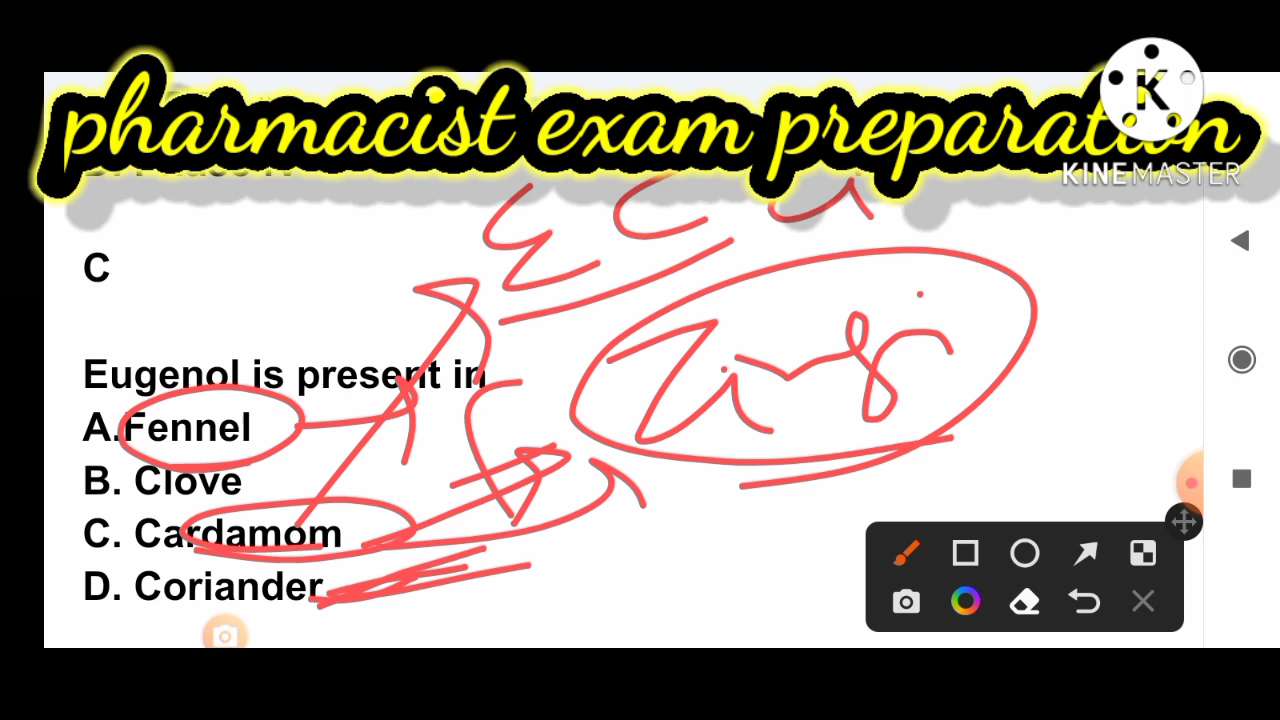 pharmacist exam preparation
K
KINEMASTER
C
Eugenol is present in
A.Fennel
B. Clove
C. Cardamom
D. Coriander